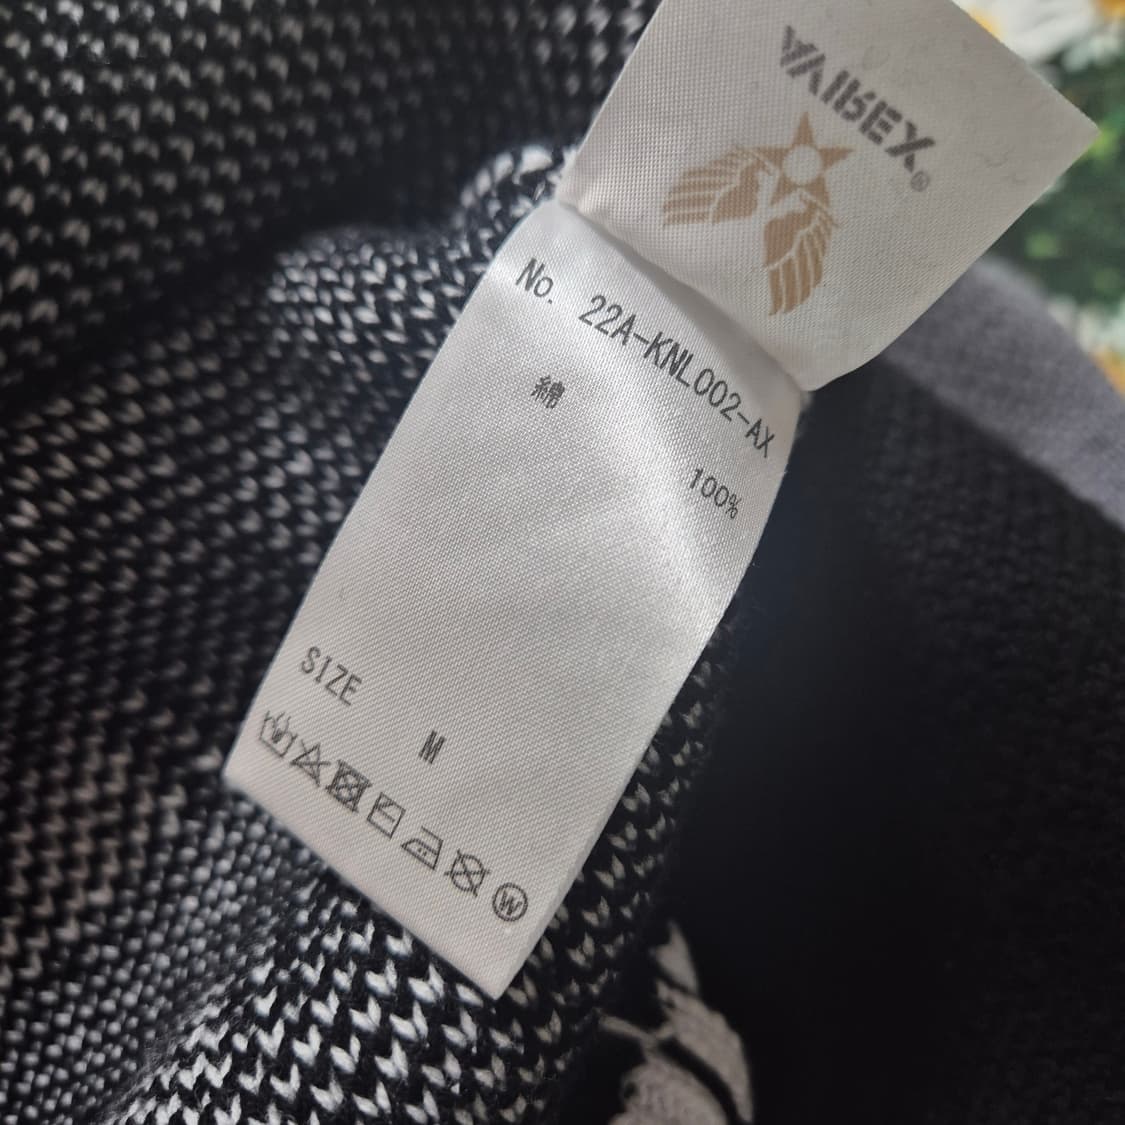 VAIBEX®
No. 22A-KNL002-AX
綿 100%
SIZE
M
W